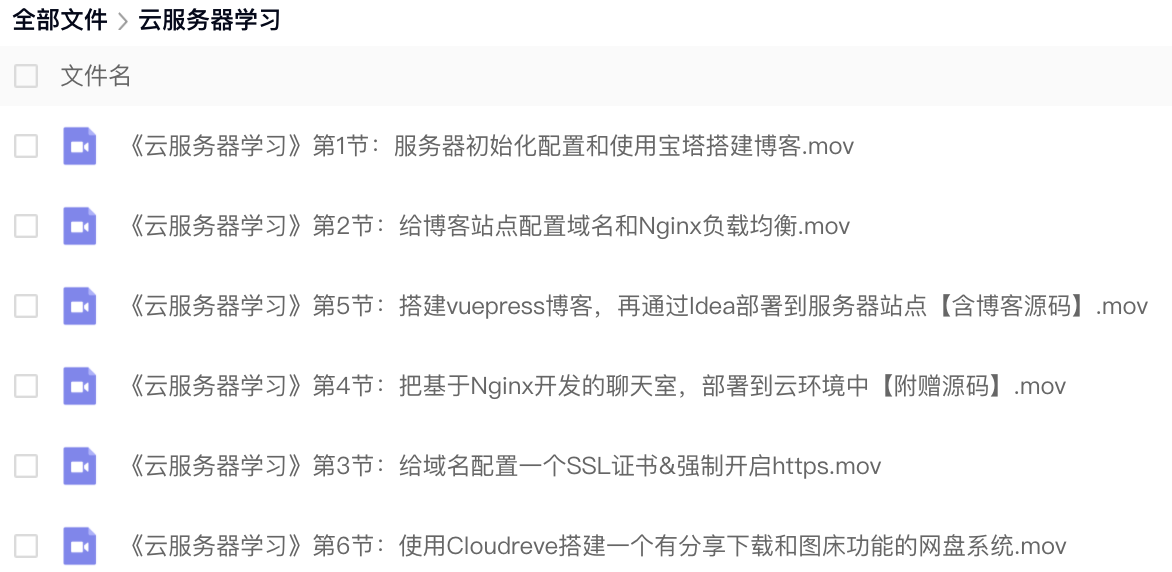 全部文件 > 云服务器学习
文件名
《云服务器学习》第1节：服务器初始化配置和使用宝塔搭建博客.mov
《云服务器学习》第2节：给博客站点配置域名和Nginx负载均衡.mov
《云服务器学习》第5节：搭建vuepress博客，再通过Idea部署到服务器站点【含博客源码】.mov
《云服务器学习》第4节：把基于Nginx开发的聊天室，部署到云环境中【附赠源码】.mov
《云服务器学习》第3节：给域名配置一个SSL证书&强制开启https.mov
《云服务器学习》第6节：使用Cloudreve搭建一个有分享下载和图床功能的网盘系统.mov